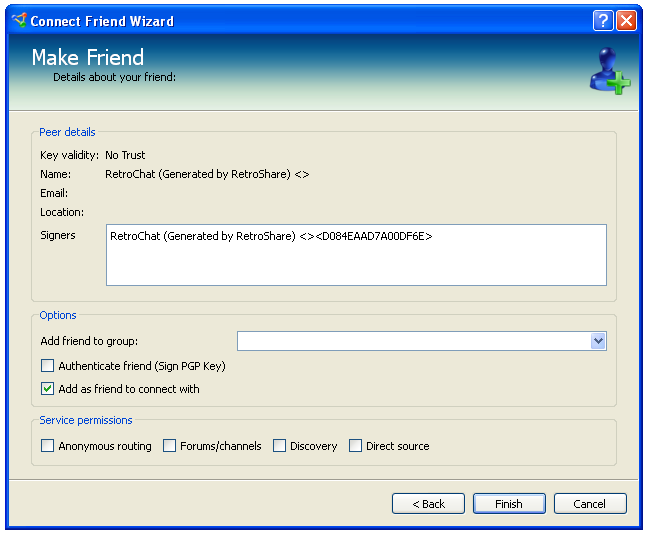 Connect Friend Wizard
Make Friend
Details about your friend:
Peer details
Key validity: No Trust
Name: RetroChat (Generated by RetroShare) <>
Email:
Location:
Signers RetroChat (Generated by RetroShare) <><D084EAAD7A00DF6E>
Options
Add friend to group:
Authenticate friend (Sign PGP Key)
Add as friend to connect with
Service permissions
Anonymous routing Forums/channels Discovery Direct source
< Back Finish Cancel